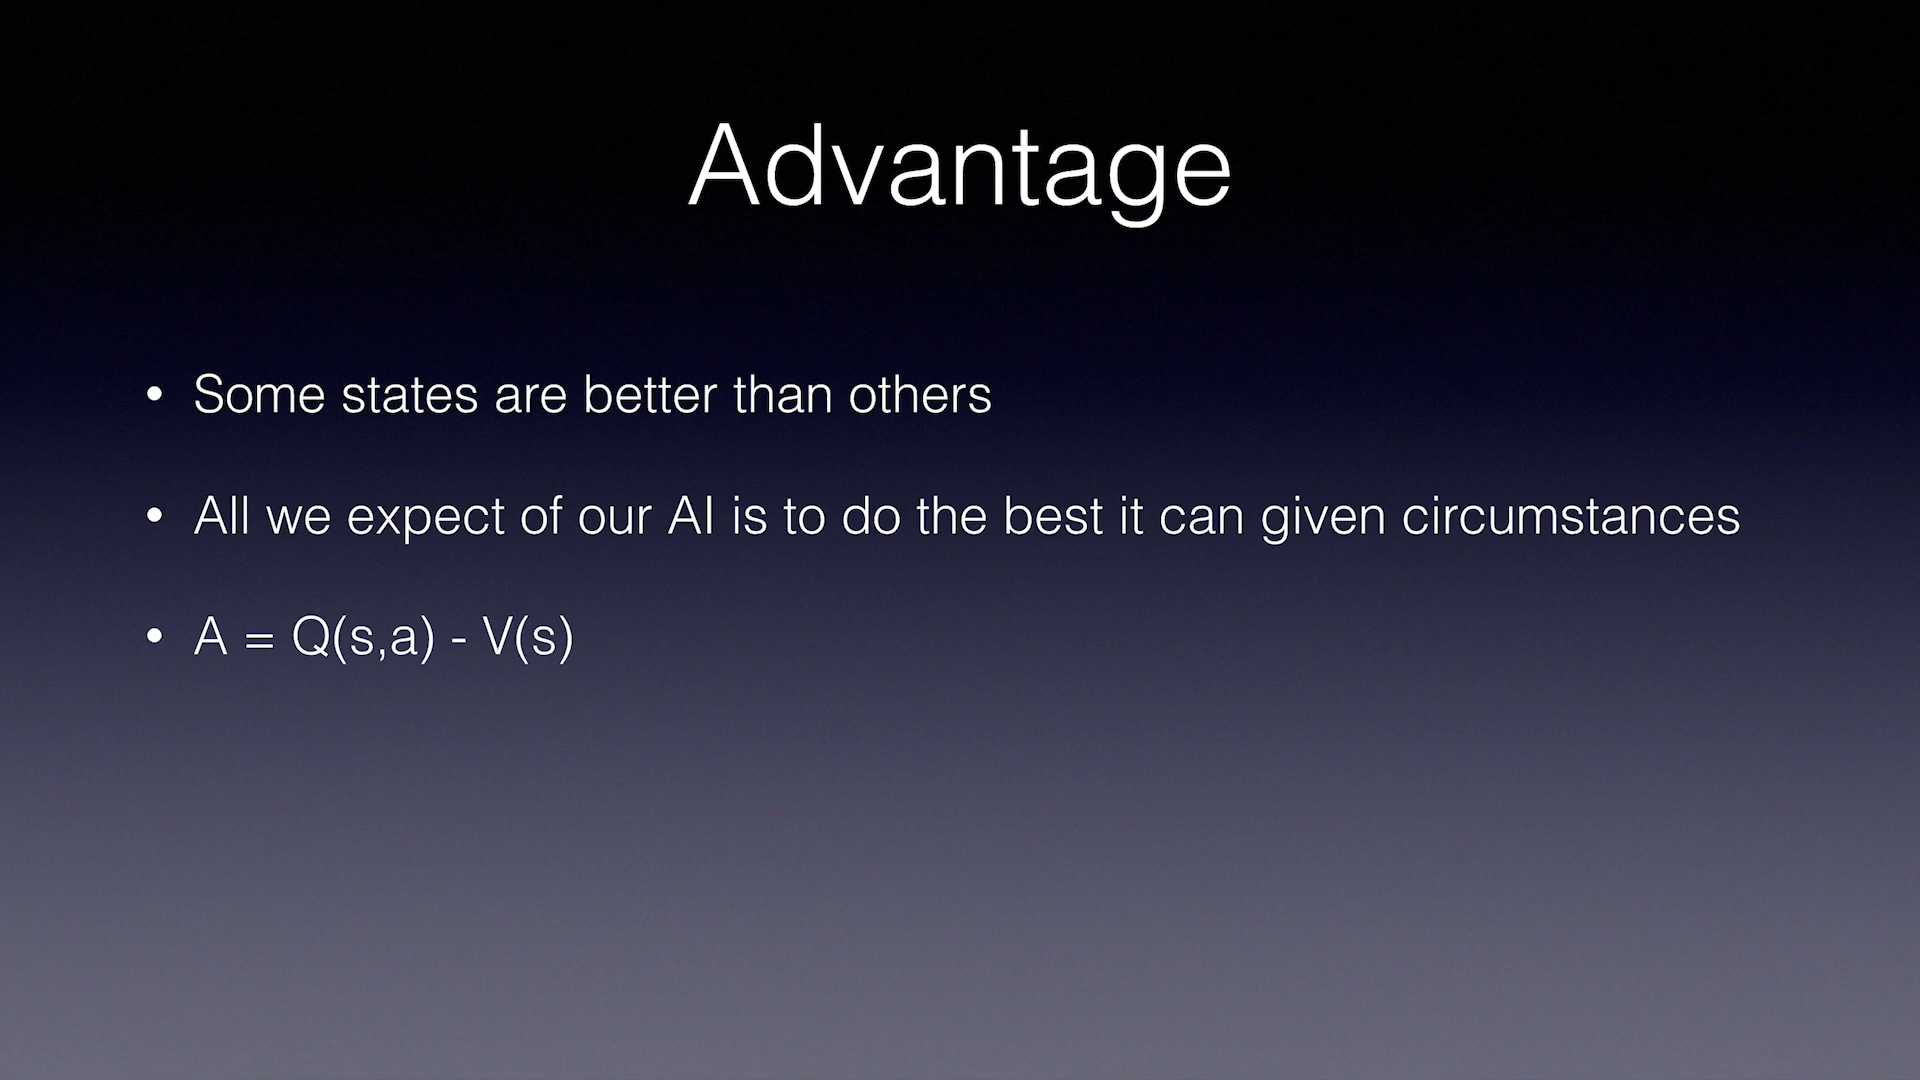 Advantage
• Some states are better than others
• All we expect of our AI is to do the best it can given circumstances
• A = Q(s,a) - V(s)